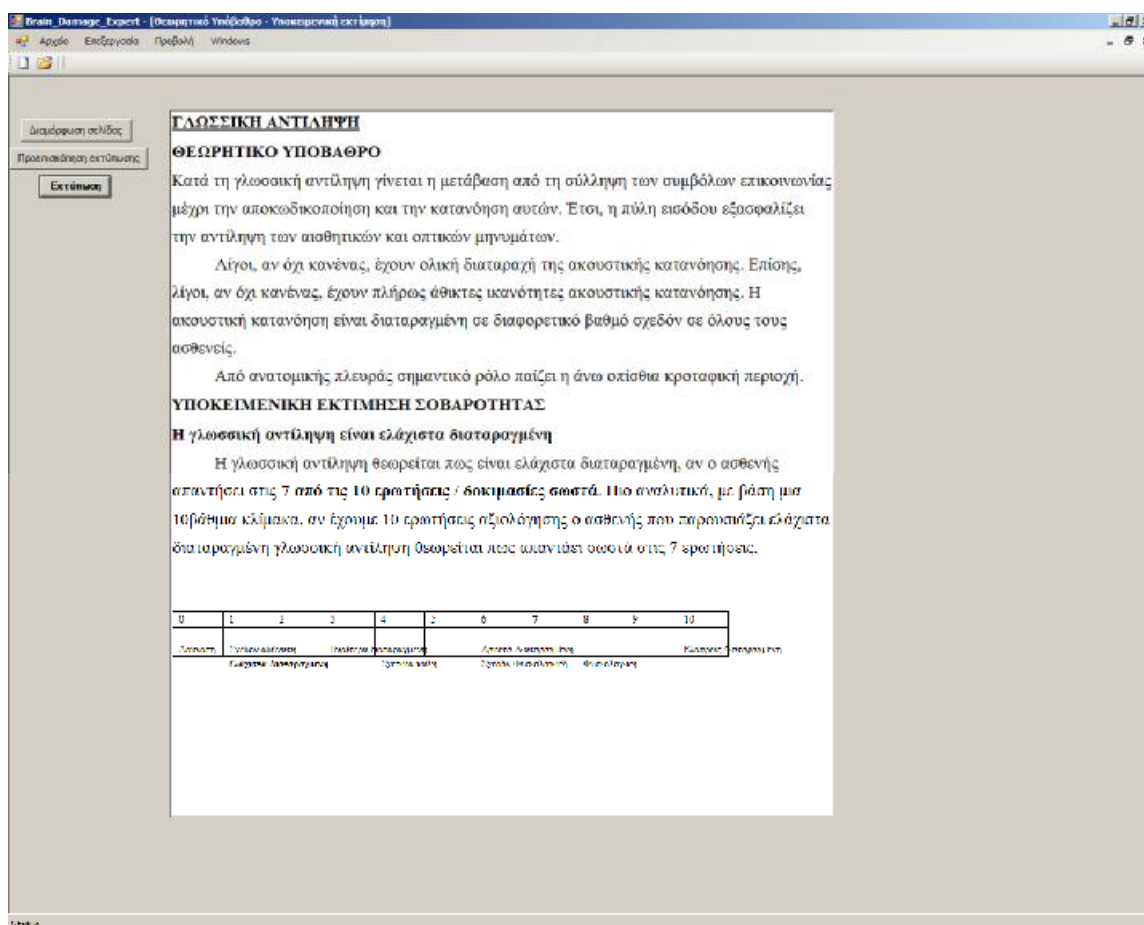 Brain_Damage_Expert - [Θεωρητικό Υπόβαθρο - Υποκειμενική εκτίμηση]
Αρχείο Επεξεργασία Προβολή Windows
Διαμόρφωση σελίδας
Προεπισκόπηση εκτύπωσης
Εκτύπωση
ΓΛΩΣΣΙΚΗ ΑΝΤΙΛΗΨΗ
ΘΕΩΡΗΤΙΚΟ ΥΠΟΒΑΘΡΟ
Κατά τη γλωσσική αντίληψη γίνεται η μετάβαση από τη σύλληψη των συμβόλων επικοινωνίας
μέχρι την αποκωδικοποίηση και την κατανόηση αυτών. Έτσι, η πύλη εισόδου εξασφαλίζει
την αντίληψη των αισθητικών και οπτικών μηνυμάτων.
Λίγοι, αν όχι κανένας, έχουν ολική διαταραχή της ακουστικής κατανόησης. Επίσης,
λίγοι, αν όχι κανένας, έχουν πλήρως άθικτες ικανότητες ακουστικής κατανόησης. Η
ακουστική κατανόηση είναι διαταραγμένη σε διαφορετικό βαθμό σχεδόν σε όλους τους
ασθενείς.
Από ανατομικής πλευράς σημαντικό ρόλο παίζει η άνω οπίσθια κροταφική περιοχή.
ΥΠΟΚΕΙΜΕΝΙΚΗ ΕΚΤΙΜΗΣΗ ΣΟΒΑΡΟΤΗΤΑΣ
Η γλωσσική αντίληψη είναι ελάχιστα διαταραγμένη
Η γλωσσική αντίληψη θεωρείται πως είναι ελάχιστα διαταραγμένη, αν ο ασθενής
απαντήσει στις 7 από τις 10 ερωτήσεις / δοκιμασίες σωστά. Πιο αναλυτικά, με βάση μια
10βάθμια κλίμακα, αν έχουμε 10 ερωτήσεις αξιολόγησης ο ασθενής που παρουσιάζει ελάχιστα
διαταραγμένη γλωσσική αντίληψη θεωρείται πως απαντάει σωστά στις 7 ερωτήσεις.
0 1 2 3 4 5 6 7 8 9 10
Διαταραγμένη
Ελάχιστα Διαταραγμένη Σχεδόν Φυσιολογική Φυσιολογική